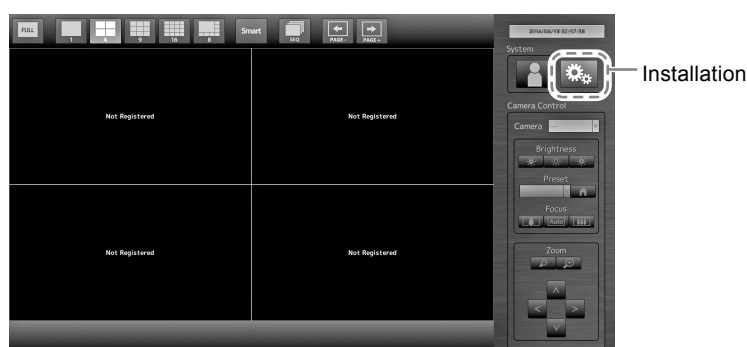 FULL
1
4
9
16
8
Smart
SEQ
PAGE-
PAGE+
2014/04/18 02:57:38
System
Installation
Camera Control
Camera
Brightness
Preset
Focus
Auto
Zoom
Not Registered
Not Registered
Not Registered
Not Registered